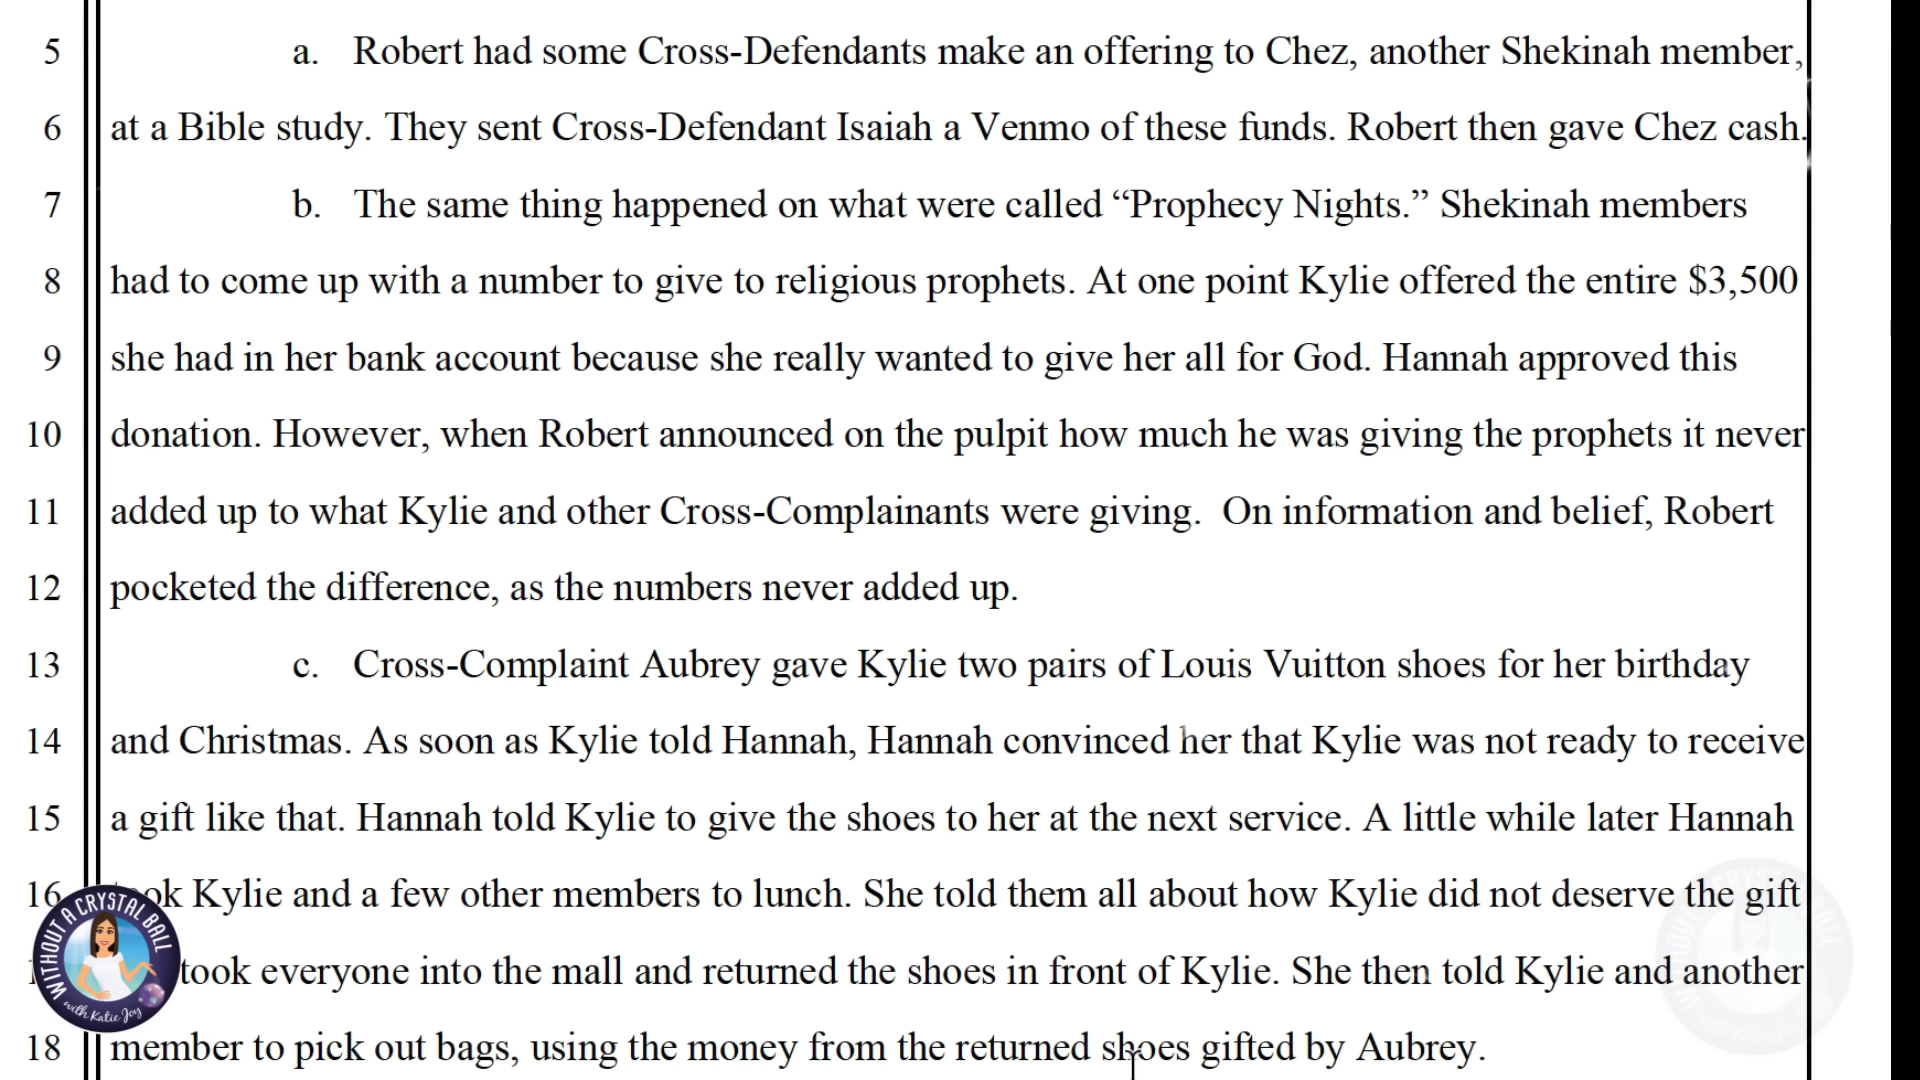 5 a. Robert had some Cross-Defendants make an offering to Chez, another Shekinah member,
6 at a Bible study. They sent Cross-Defendant Isaiah a Venmo of these funds. Robert then gave Chez cash.
7 b. The same thing happened on what were called “Prophecy Nights.” Shekinah members
8 had to come up with a number to give to religious prophets. At one point Kylie offered the entire $3,500
9 she had in her bank account because she really wanted to give her all for God. Hannah approved this
10 donation. However, when Robert announced on the pulpit how much he was giving the prophets it never
11 added up to what Kylie and other Cross-Complainants were giving.  On information and belief, Robert
12 pocketed the difference, as the numbers never added up.
13 c. Cross-Complaint Aubrey gave Kylie two pairs of Louis Vuitton shoes for her birthday
14 and Christmas. As soon as Kylie told Hannah, Hannah convinced her that Kylie was not ready to receive
15 a gift like that. Hannah told Kylie to give the shoes to her at the next service. A little while later Hannah
16 Kylie and a few other members to lunch. She told them all about how Kylie did not deserve the gift
took everyone into the mall and returned the shoes in front of Kylie. She then told Kylie and another
18 member to pick out bags, using the money from the returned shoes gifted by Aubrey.
WITHOUT A CRYSTAL BALL
with Katie Joy